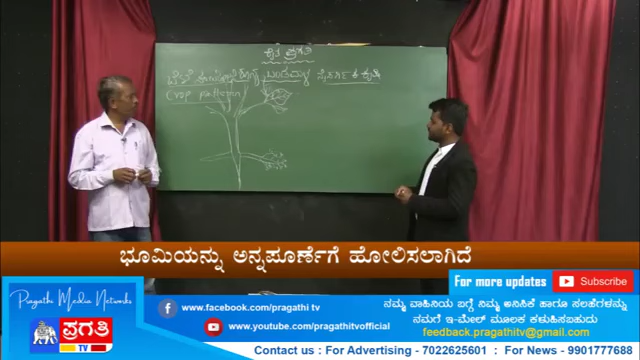 ರೈತ ಪ್ರಗತಿ
ನೈಸರ್ಗಿಕ ಕೃಷಿ
(crop pattern)
ಭೂಮಿಯನ್ನು ಅನ್ನಪೂರ್ಣೆಗೆ ಹೋಲಿಸಲಾಗಿದೆ
For more updates
Subscribe
Pragathi Media Networks
ಪ್ರಗತಿ
TV
www.facebook.com/pragathi tv
www.youtube.com/pragathitvofficial
ನಮ್ಮ ವಾಹಿನಿಯ ಬಗ್ಗೆ ನಿಮ್ಮ ಅನಿಸಿಕೆ ಹಾಗೂ ಸಲಹೆಗಳನ್ನು
ನಮಗೆ ಇ-ಮೇಲ್ ಮೂಲಕ ಕಳುಹಿಸಬಹುದು
feedback.pragathitv@gmail.com
Contact us : For Advertising - 7022625601 : For News - 9901777688